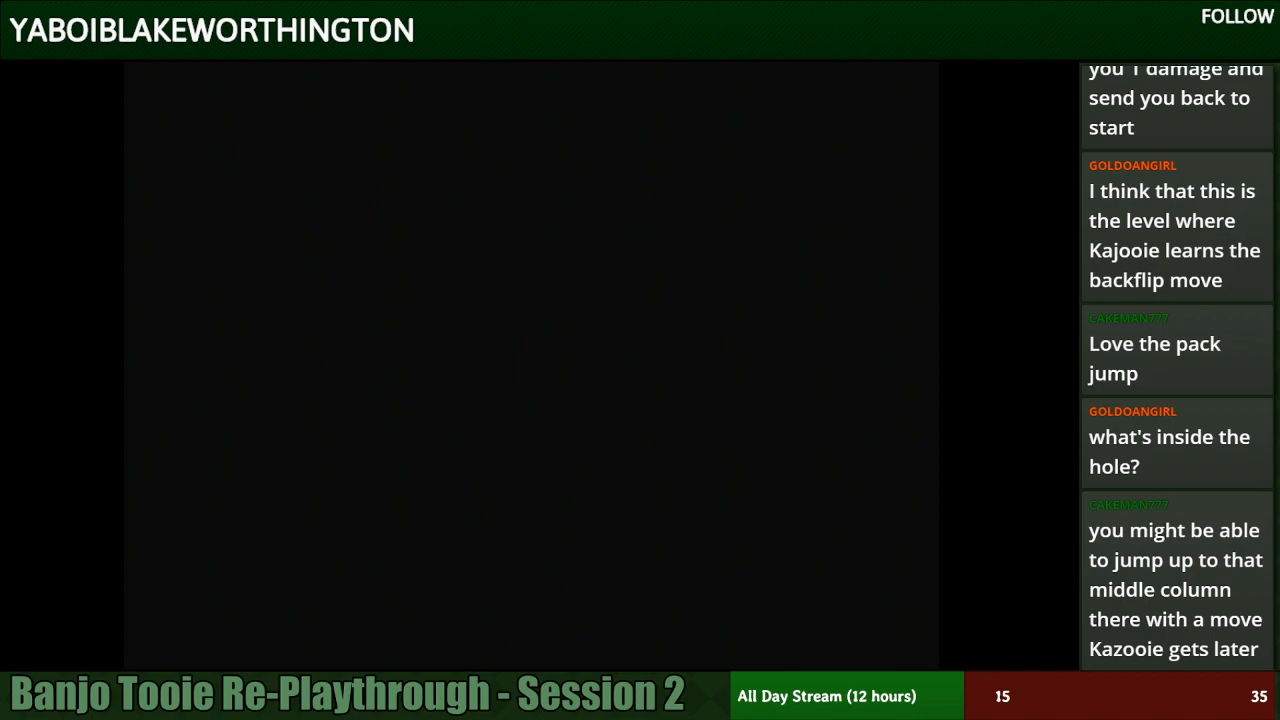 YABOIBLAKEWORTHINGTON
FOLLOW
you 1 damage and
send you back to
start
GOLDOANGIRL
I think that this is
the level where
Kajooie learns the
backflip move
CAKEMAN777
Love the pack
jump
GOLDOANGIRL
what's inside the
hole?
CAKEMAN777
you might be able
to jump up to that
middle column
there with a move
Kazooie gets later
Banjo Tooie Re-Playthrough - Session 2
All Day Stream (12 hours)
15
35